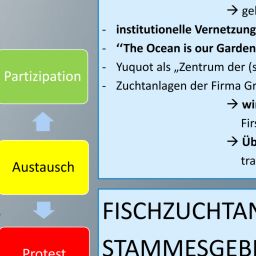 → gel
- institutionelle Vernetzung
- “The Ocean is our Garden
- Yuquot als „Zentrum der (s
- Zuchtanlagen der Firma Gr
→ wi
Firs
→ Üb
tra
Partizipation
Austausch
Protest
FISCHZUCHTAN
STAMMESGEBI